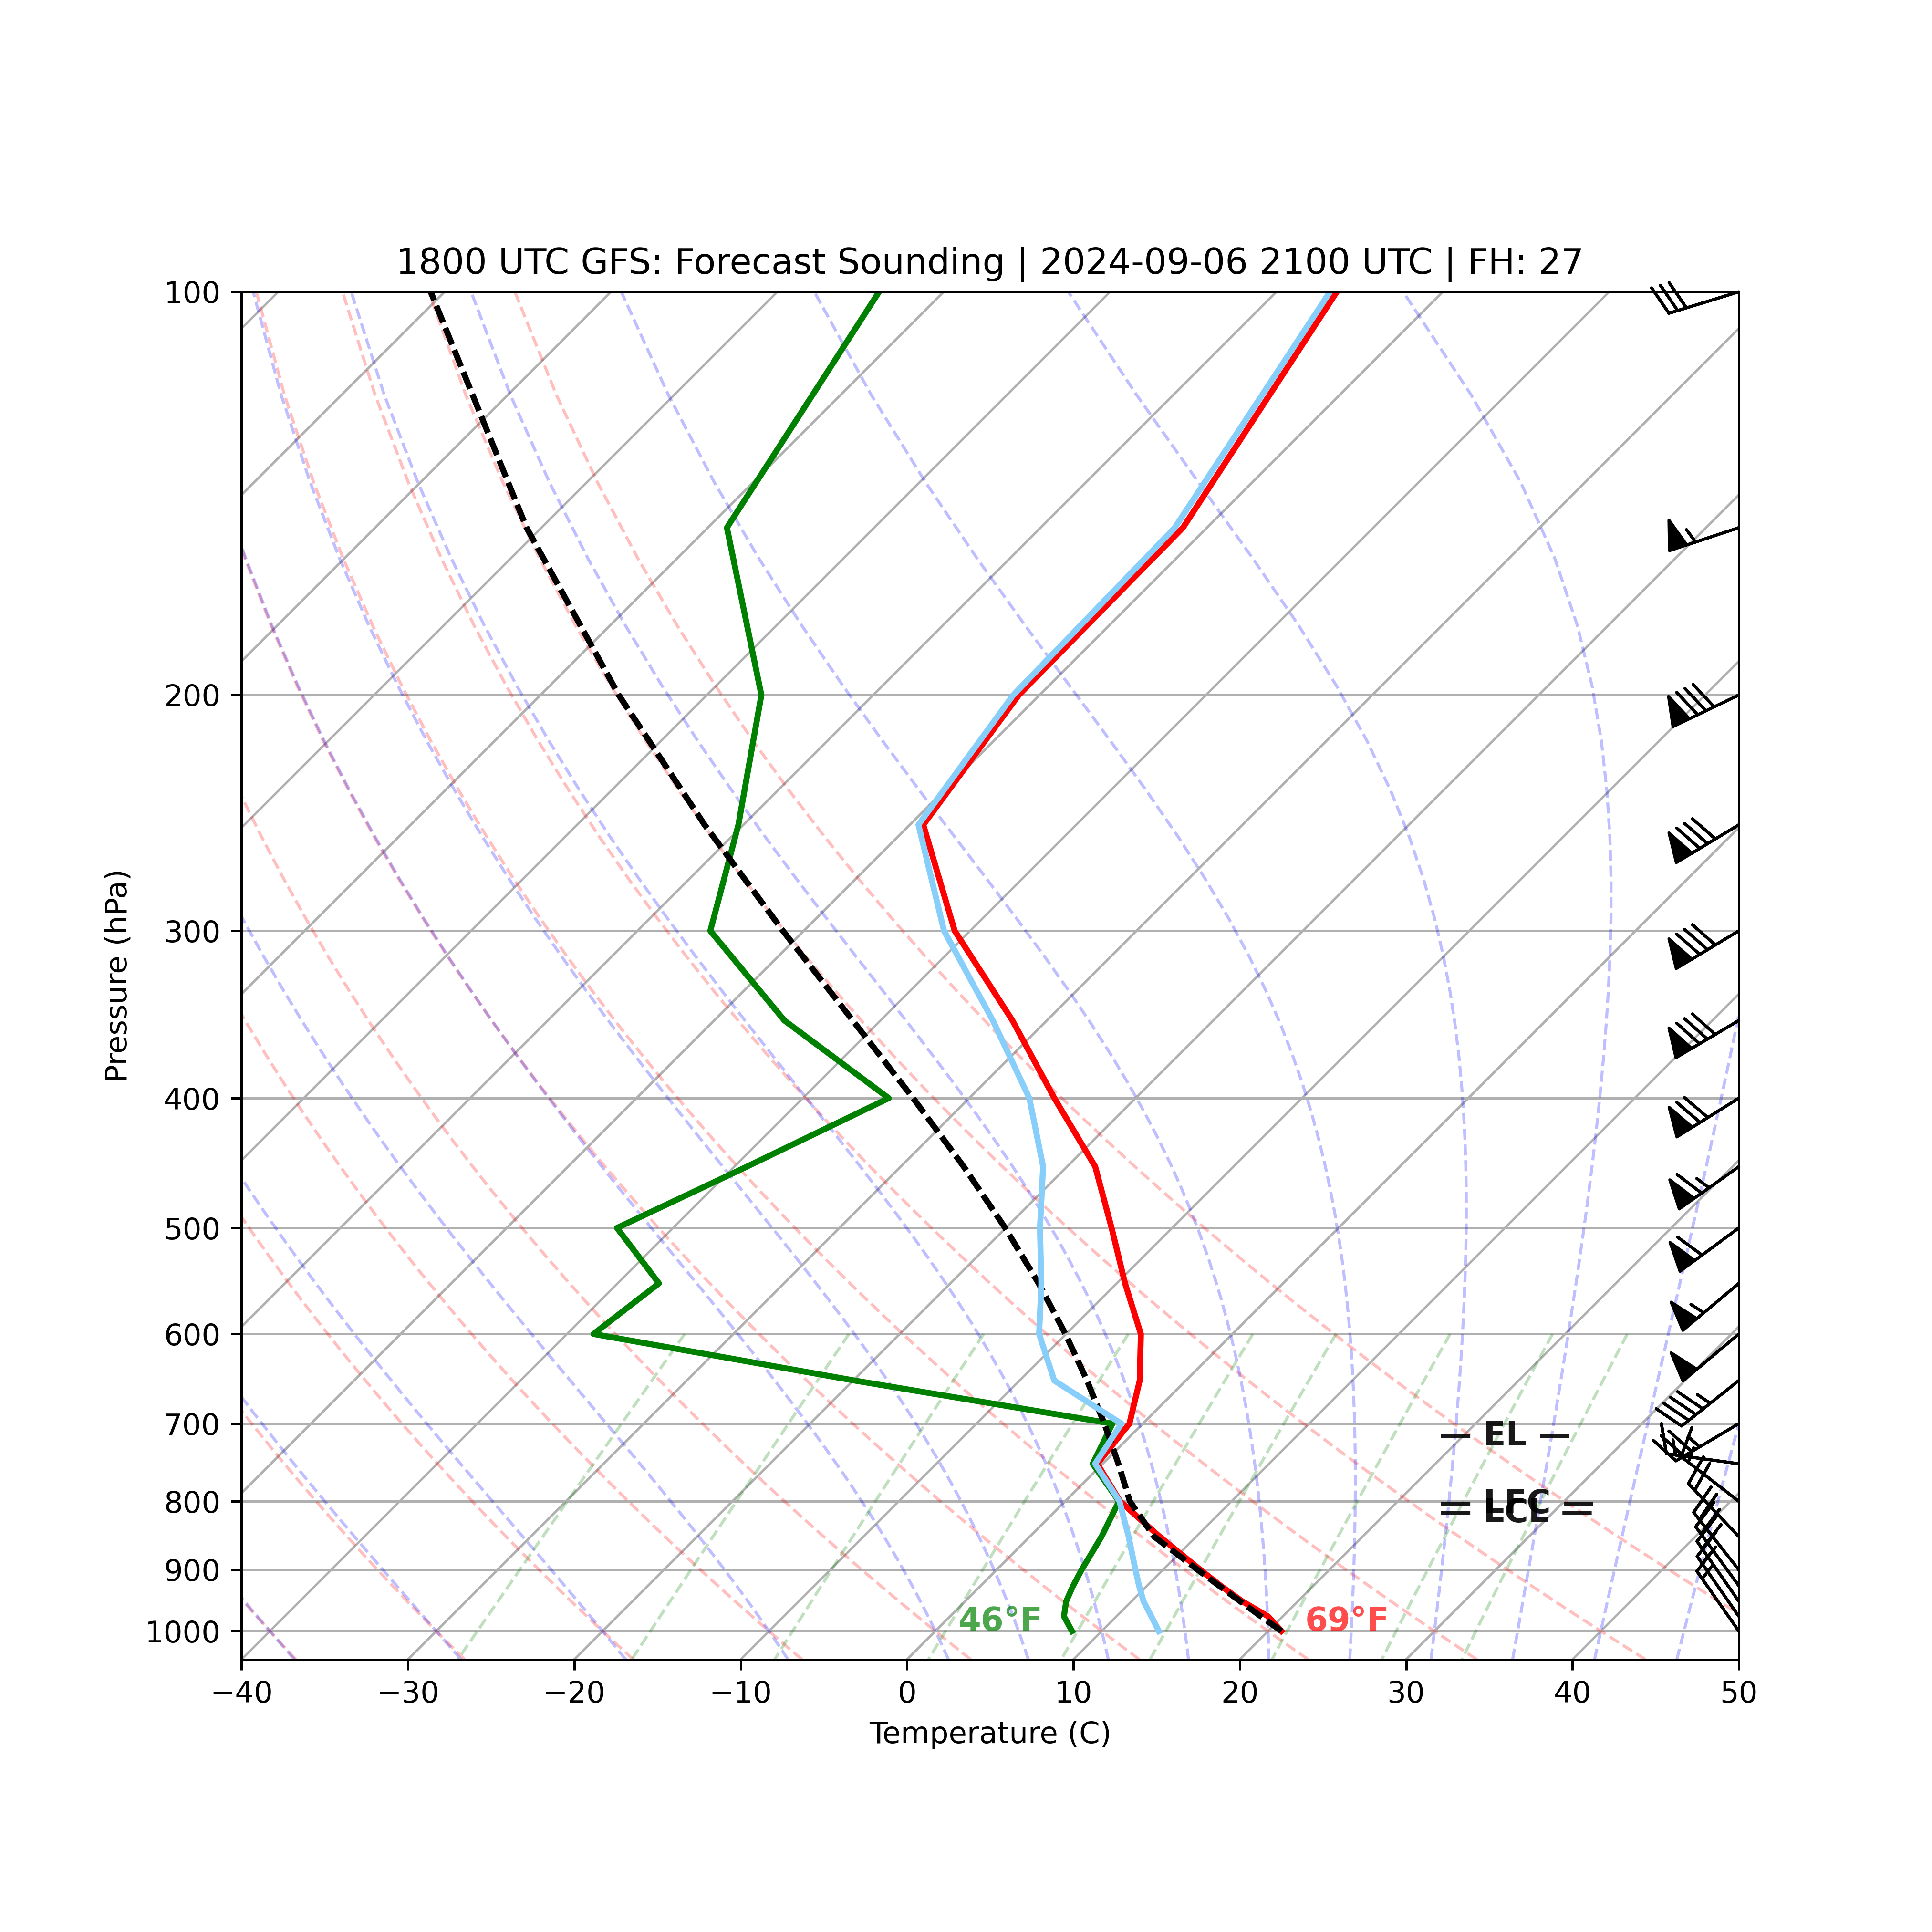 1800 UTC GFS: Forecast Sounding | 2024-09-06 2100 UTC | FH: 27
100
200
300
400
500
600
700
800
900
1000
Pressure (hPa)
— EL —
— LFC —
— LCL —
46°F
69°F
−40 −30 −20 −10 0 10 20 30 40 50
Temperature (C)